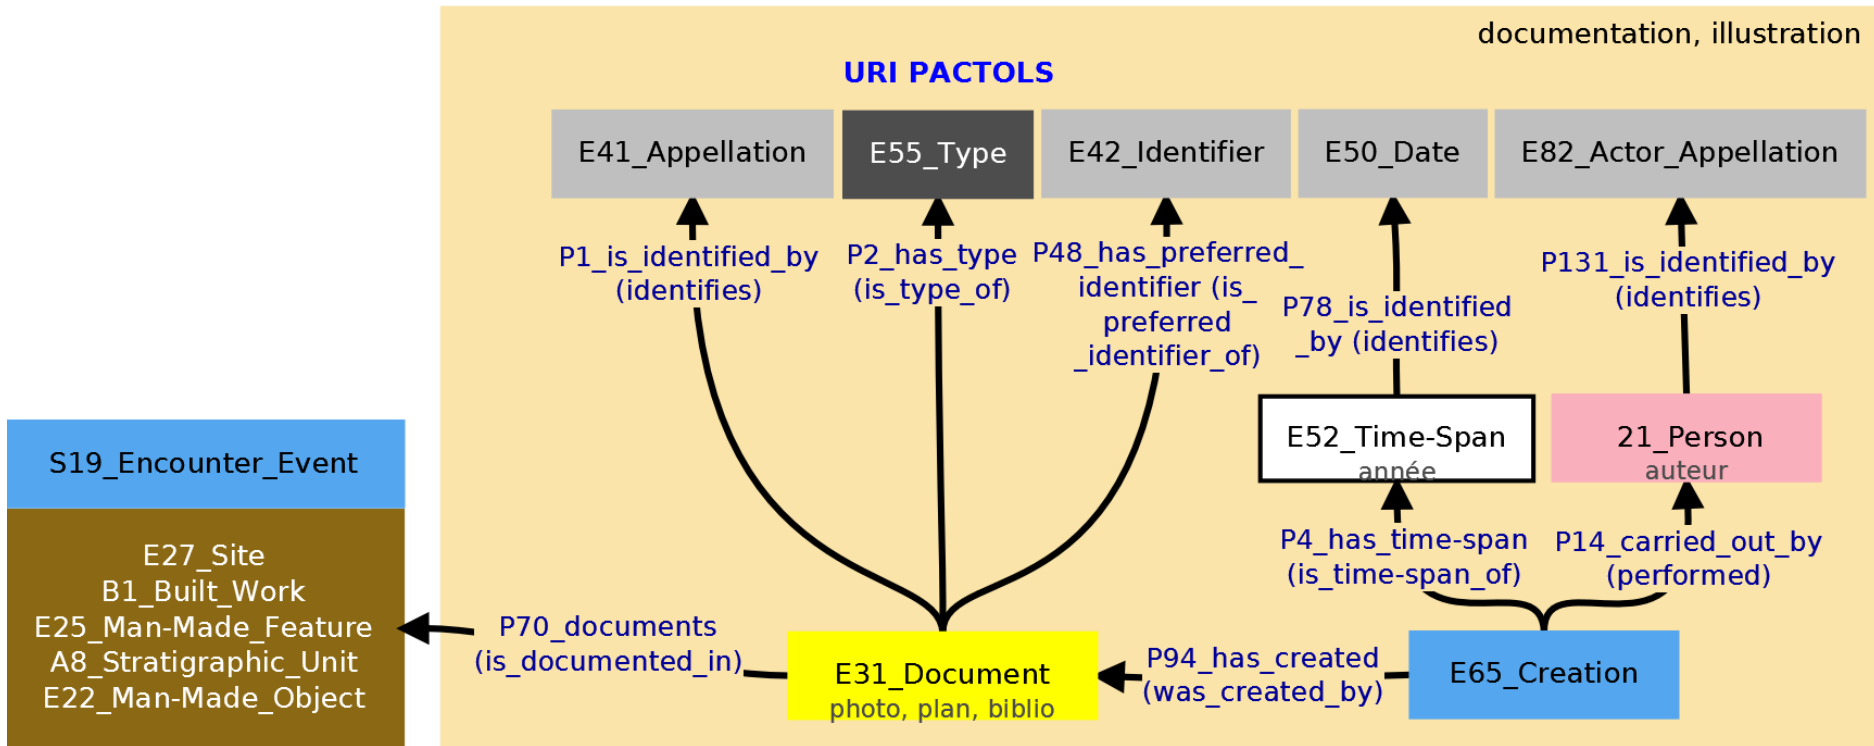 documentation, illustration
URI PACTOLS
E41_Appellation
E55_Type
E42_Identifier
E50_Date
E82_Actor_Appellation
P1_is_identified_by
(identifies)
P2_has_type
(is_type_of)
P48_has_preferred_
identifier (is_
preferred
_identifier_of)
P78_is_identified
_by (identifies)
P131_is_identified_by
(identifies)
E52_Time-Span
année
21_Person
auteur
S19_Encounter_Event
E27_Site
B1_Built_Work
E25_Man-Made_Feature
A8_Stratigraphic_Unit
E22_Man-Made_Object
P4_has_time-span
(is_time-span_of)
P14_carried_out_by
(performed)
P70_documents
(is_documented_in)
E31_Document
photo, plan, biblio
P94_has_created
(was_created_by)
E65_Creation